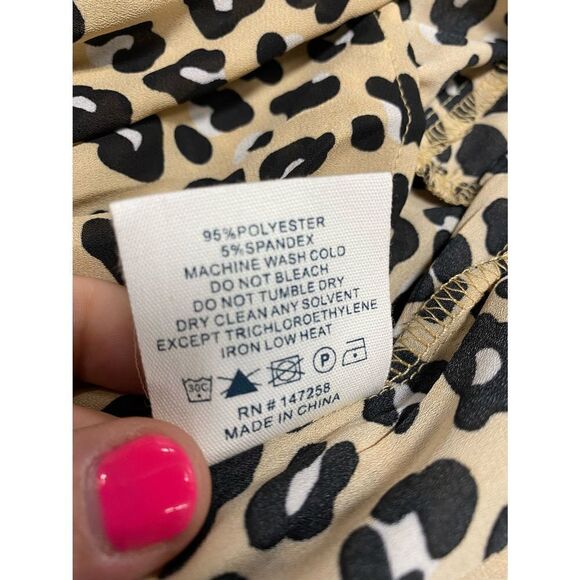 95%POLYESTER
5%SPANDEX
MACHINE WASH COLD
DO NOT BLEACH
DO NOT TUMBLE DRY
DRY CLEAN ANY SOLVENT
EXCEPT TRICHLOROETHYLENE
IRON LOW HEAT
30C P
RN # 147258
MADE IN CHINA